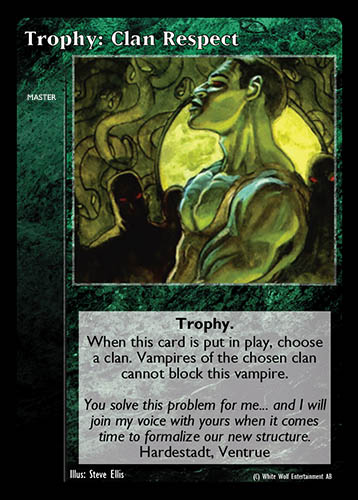 Trophy: Clan Respect
MASTER
Trophy.
When this card is put in play, choose
a clan. Vampires of the chosen clan
cannot block this vampire.
You solve this problem for me... and I will
join my voice with yours when it comes
time to formalize our new structure.
Hardestadt, Ventrue
Illus: Steve Ellis
(C) White Wolf Entertainment AB